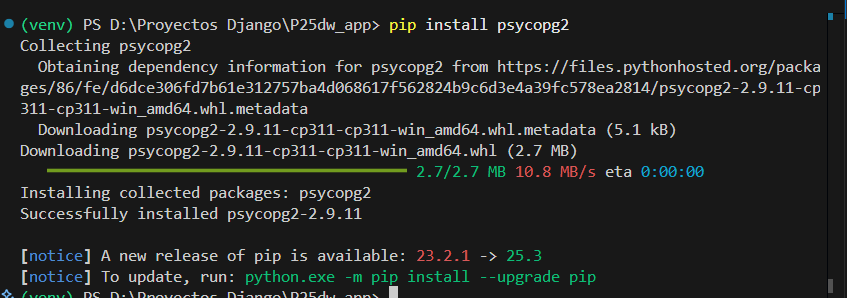 (venv) PS D:\Proyectos Django\P25dw_app> pip install psycopg2
Collecting psycopg2
  Obtaining dependency information for psycopg2 from https://files.pythonhosted.org/packa
ges/86/fe/d6dce306fd7b61e312757ba4d068617f562824b9c6d3e4a39fc578ea2814/psycopg2-2.9.11-cp
311-cp311-win_amd64.whl.metadata
  Downloading psycopg2-2.9.11-cp311-cp311-win_amd64.whl.metadata (5.1 kB)
Downloading psycopg2-2.9.11-cp311-cp311-win_amd64.whl (2.7 MB)
2.7/2.7 MB 10.8 MB/s eta 0:00:00
Installing collected packages: psycopg2
Successfully installed psycopg2-2.9.11
[notice] A new release of pip is available: 23.2.1 -> 25.3
[notice] To update, run: python.exe -m pip install --upgrade pip
(venv) PS D:\Proyectos Django\P25dw_app>